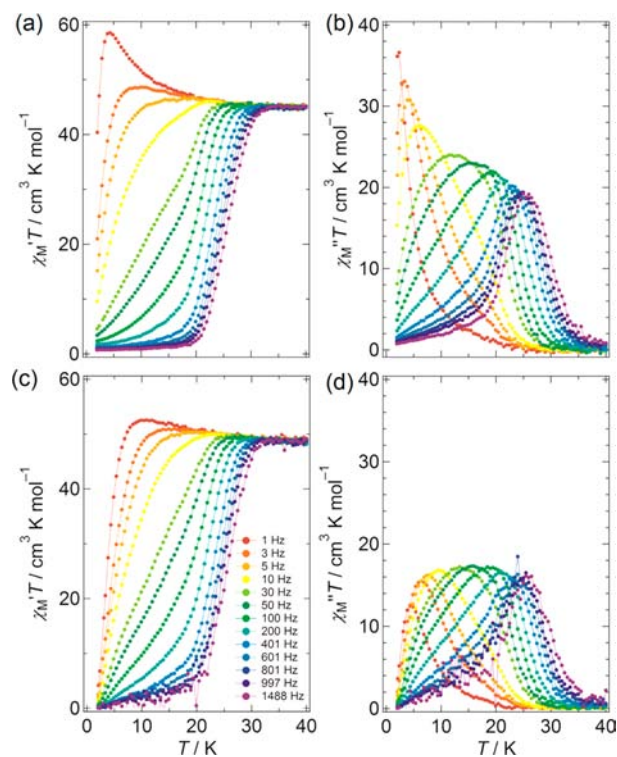 (a)
(b)
60
40
20
0
χM'T / cm³ K mol⁻¹
40
30
20
10
0
χM''T / cm³ K mol⁻¹
(c)
(d)
60
50
40
30
20
10
0
χM'T / cm³ K mol⁻¹
1 Hz
3 Hz
5 Hz
10 Hz
30 Hz
50 Hz
100 Hz
200 Hz
401 Hz
601 Hz
801 Hz
997 Hz
1488 Hz
0 10 20 30 40
T / K
40
30
20
10
0
χM''T / cm³ K mol⁻¹
0 10 20 30 40
T / K